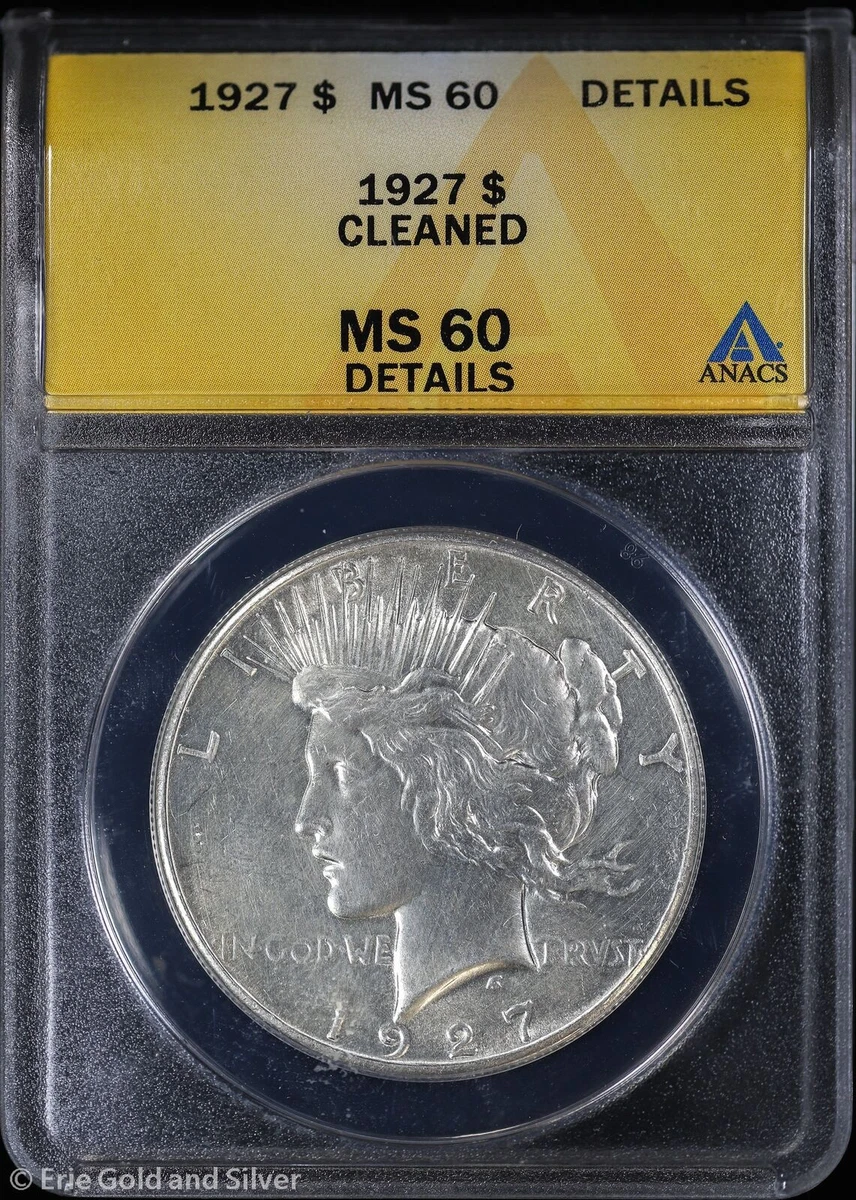 1927 $ MS 60 DETAILS
1927 $
CLEANED
MS 60
DETAILS
ANACS
98
LIBERTY
IN GOD WE TRVST
1927
© Erie Gold and Silver